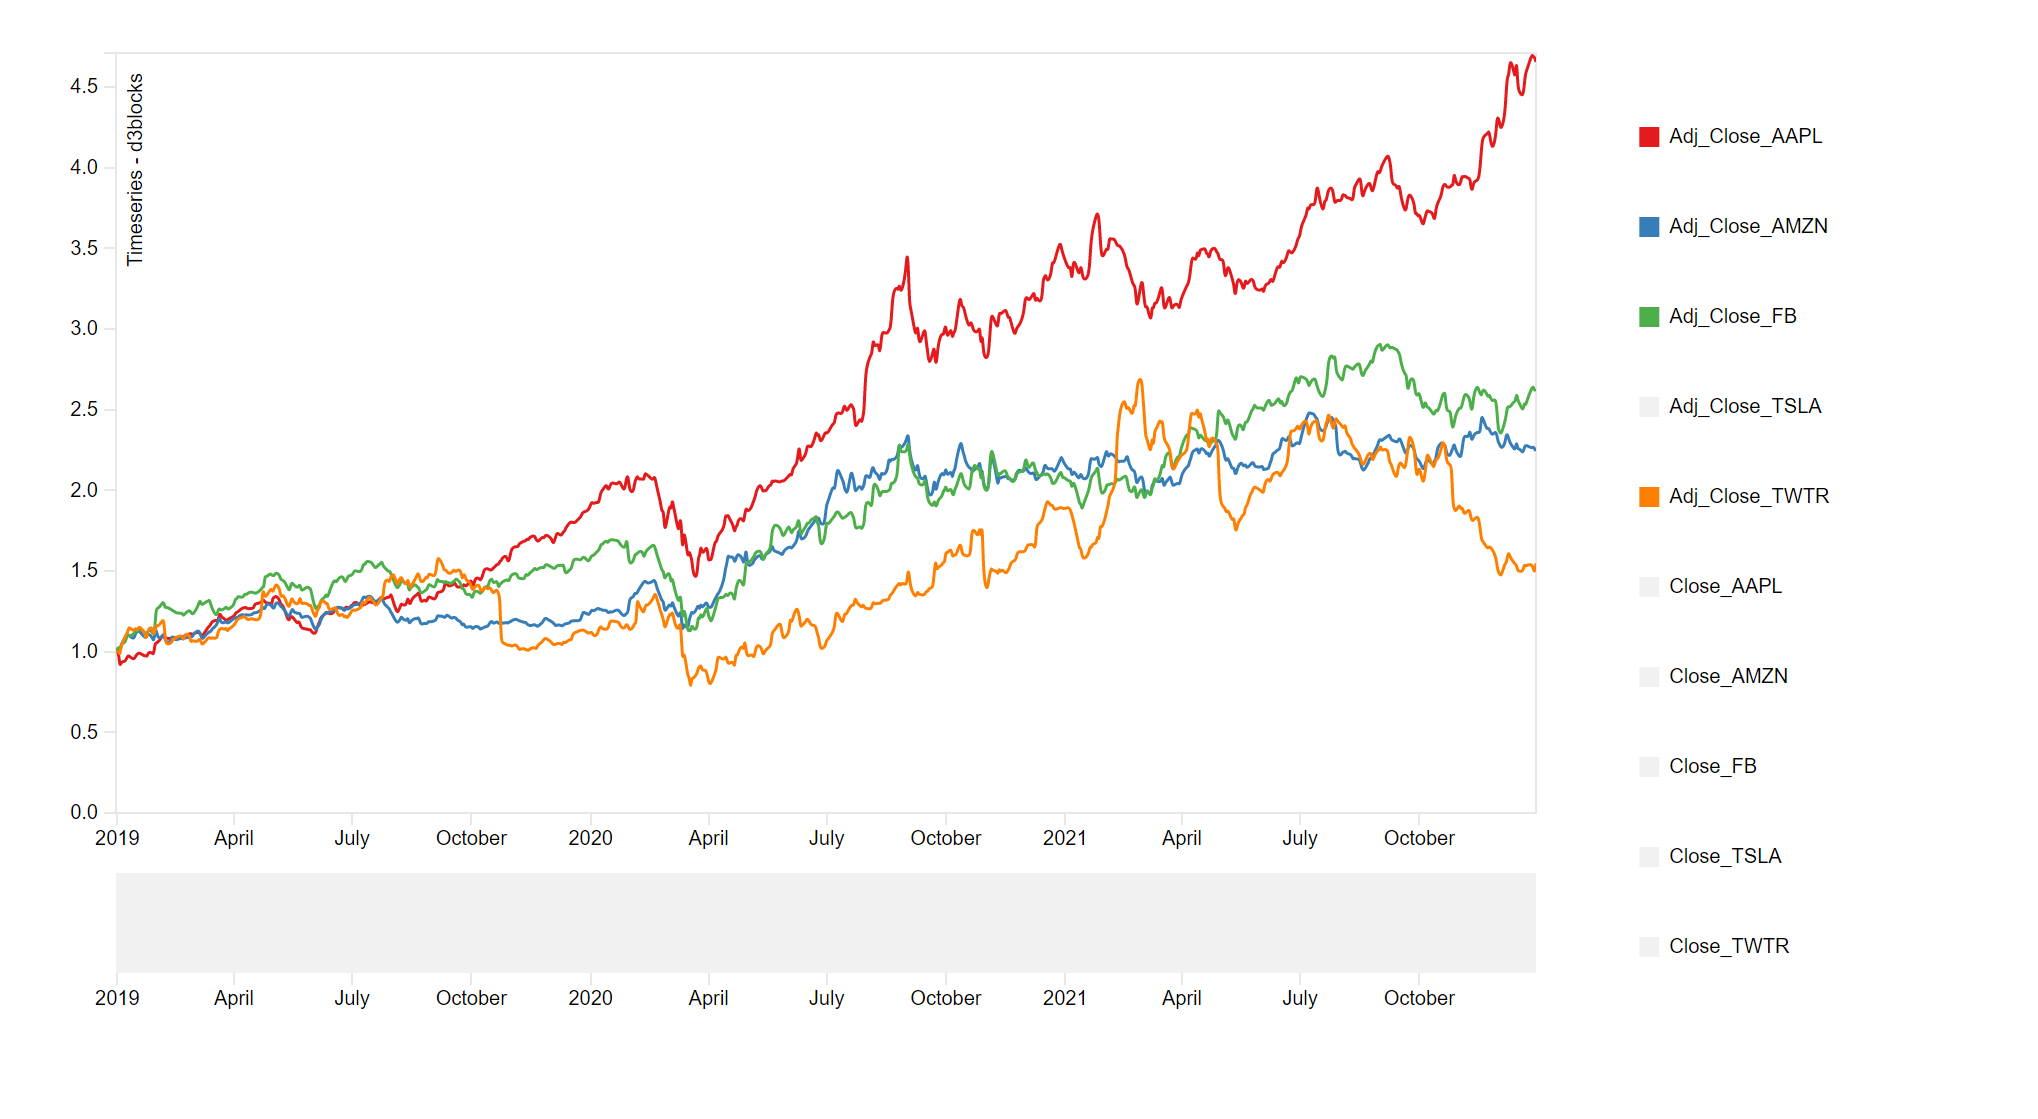 Timeseries - d3blocks
4.5
4.0
3.5
3.0
2.5
2.0
1.5
1.0
0.5
0.0
2019 April July October 2020 April July October 2021 April July October
2019 April July October 2020 April July October 2021 April July October
Adj_Close_AAPL
Adj_Close_AMZN
Adj_Close_FB
Adj_Close_TSLA
Adj_Close_TWTR
Close_AAPL
Close_AMZN
Close_FB
Close_TSLA
Close_TWTR